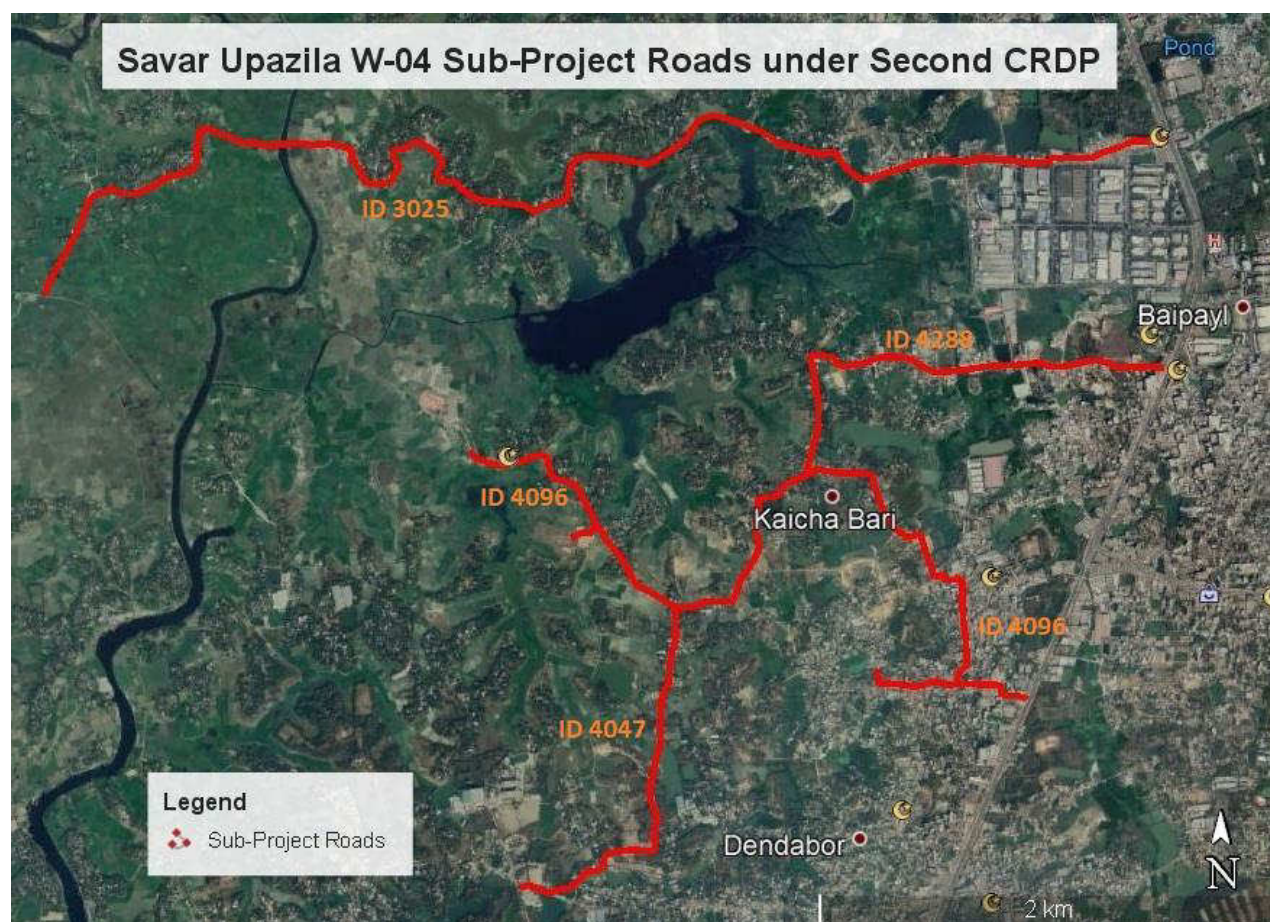 Savar Upazila W-04 Sub-Project Roads under Second CRDP
Pond
ID 3025
H
Baipayl
ID 4288
ID 4096
Kaicha Bari
ID 4096
ID 4047
Legend
Sub-Project Roads
Dendabor
N
2 km